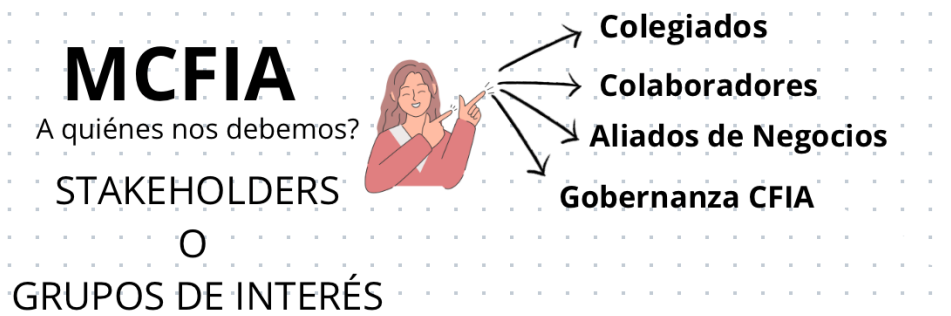 MCFIA
A quiénes nos debemos?
STAKEHOLDERS
O
GRUPOS DE INTERÉS
Colegiados
Colaboradores
Aliados de Negocios
Gobernanza CFIA